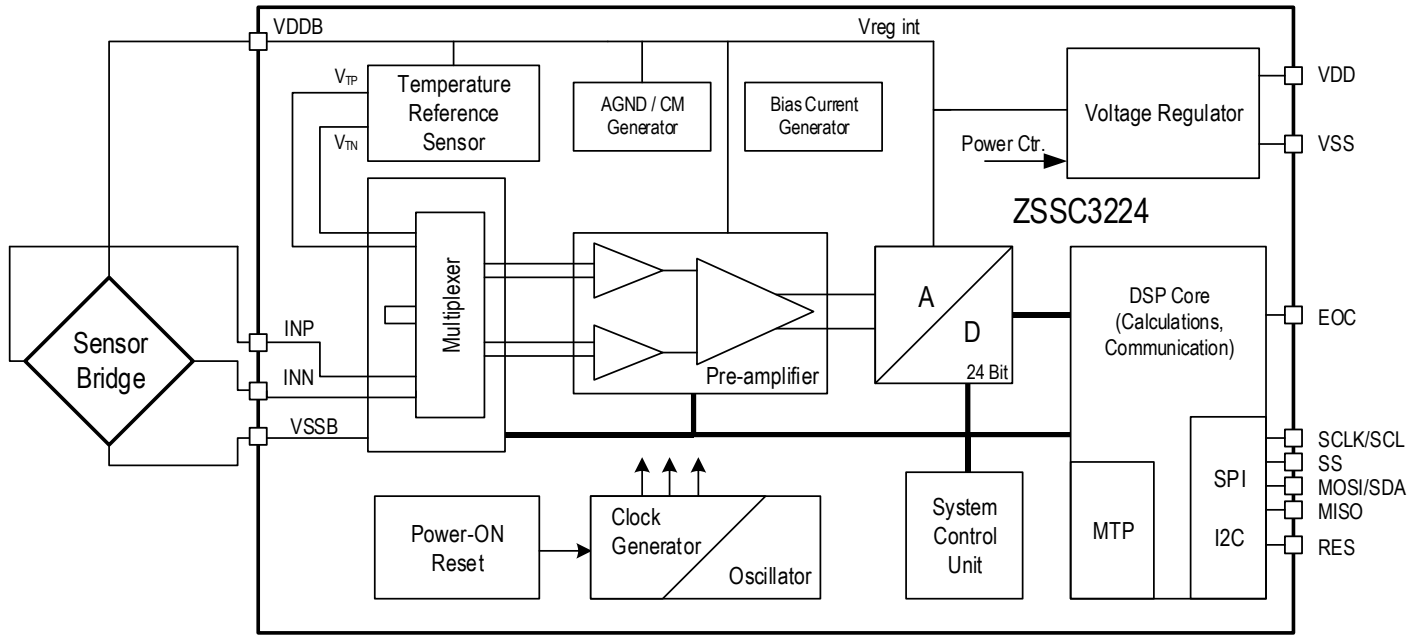 VDDB
Vreg int
VTP
Temperature
Reference
Sensor
VTN
AGND / CM
Generator
Bias Current
Generator
Voltage Regulator
Power Ctr.
VDD
VSS
ZSSC3224
Sensor
Bridge
INP
INN
VSSB
Multiplexer
Pre-amplifier
A
D
24 Bit
DSP Core
(Calculations,
Communication)
EOC
SCLK/SCL
SS
MOSI/SDA
MISO
RES
SPI
I2C
MTP
Power-ON
Reset
Clock
Generator
Oscillator
System
Control
Unit